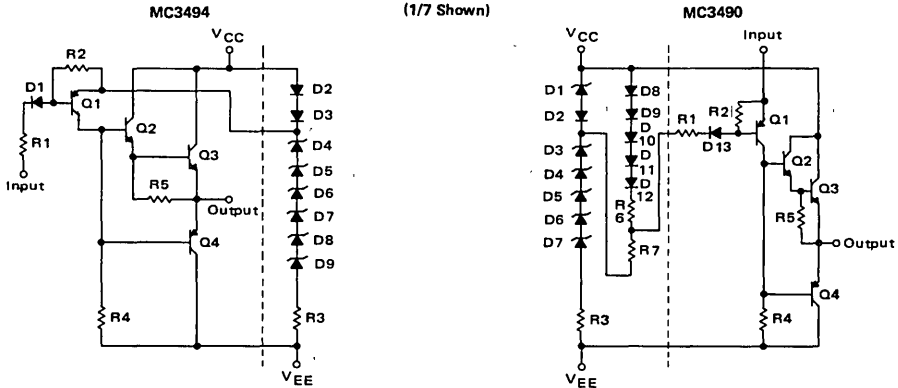 MC3494
(1/7 Shown)
MC3490
VCC
R2
D1
Q1
Q2
R1
Input
Q3
R5
Output
Q4
R4
D2
D3
D4
D5
D6
D7
D8
D9
R3
VEE
VCC
Input
D1
D2
D3
D4
D5
D6
D7
R3
VEE
D8
D9
D
10
D
11
D
12
R
6
R7
R1
D13
R2
Q1
Q2
Q3
R5
Output
Q4
R4